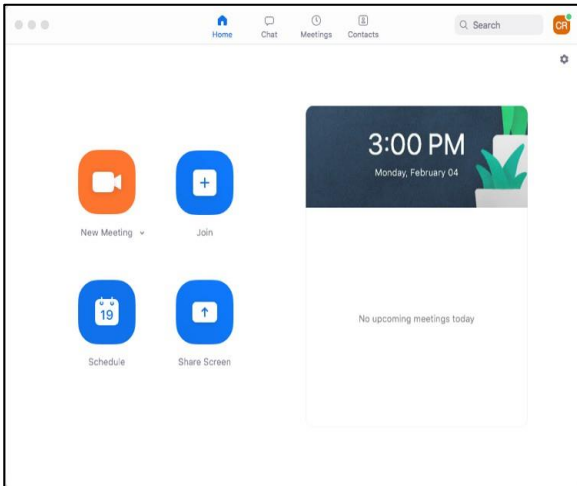 Home Chat Meetings Contacts Search CR
3:00 PM
Monday, February 04
New Meeting Join
19
No upcoming meetings today
Schedule Share Screen